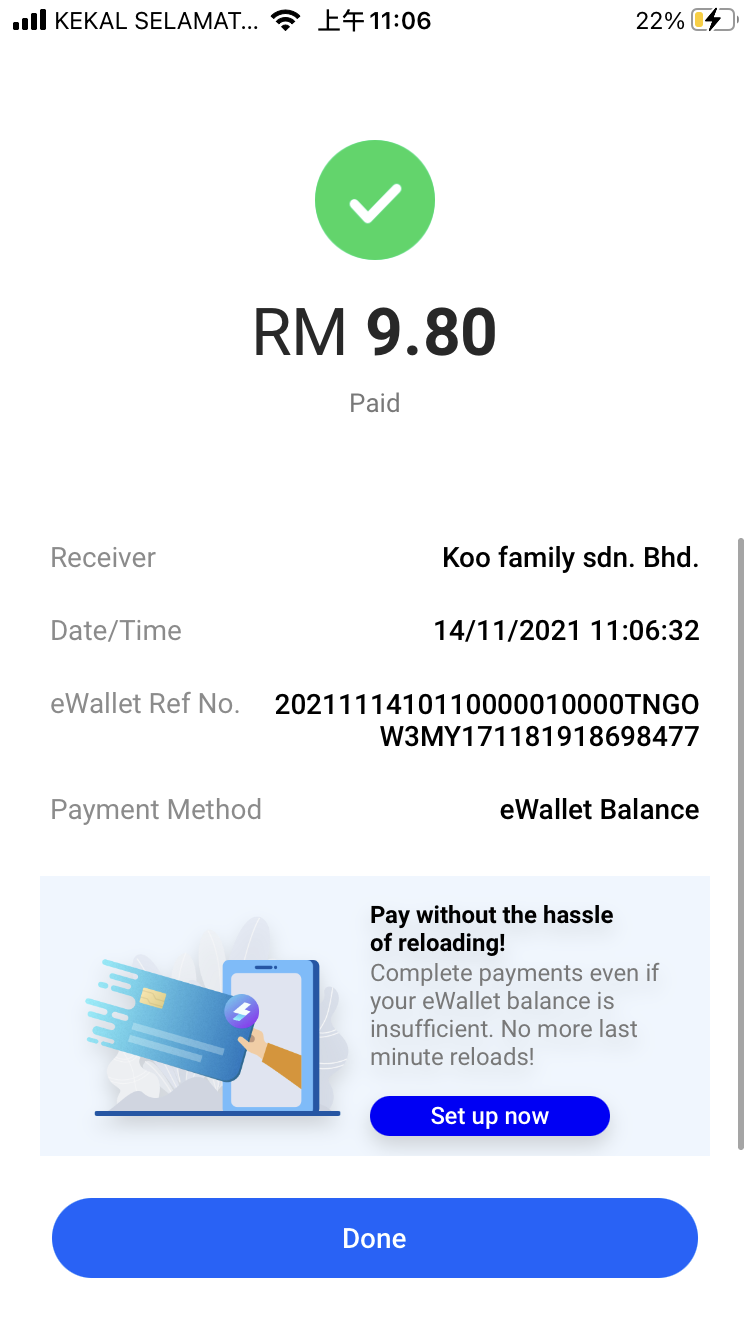 KEKAL SELAMAT... 上午11:06 22%
RM 9.80
Paid
Receiver Koo family sdn. Bhd.
Date/Time 14/11/2021 11:06:32
eWallet Ref No. 20211114101110000010000TNGO
W3MY171181918698477
Payment Method eWallet Balance
Pay without the hassle
of reloading!
Complete payments even if
your eWallet balance is
insufficient. No more last
minute reloads!
Set up now
Done